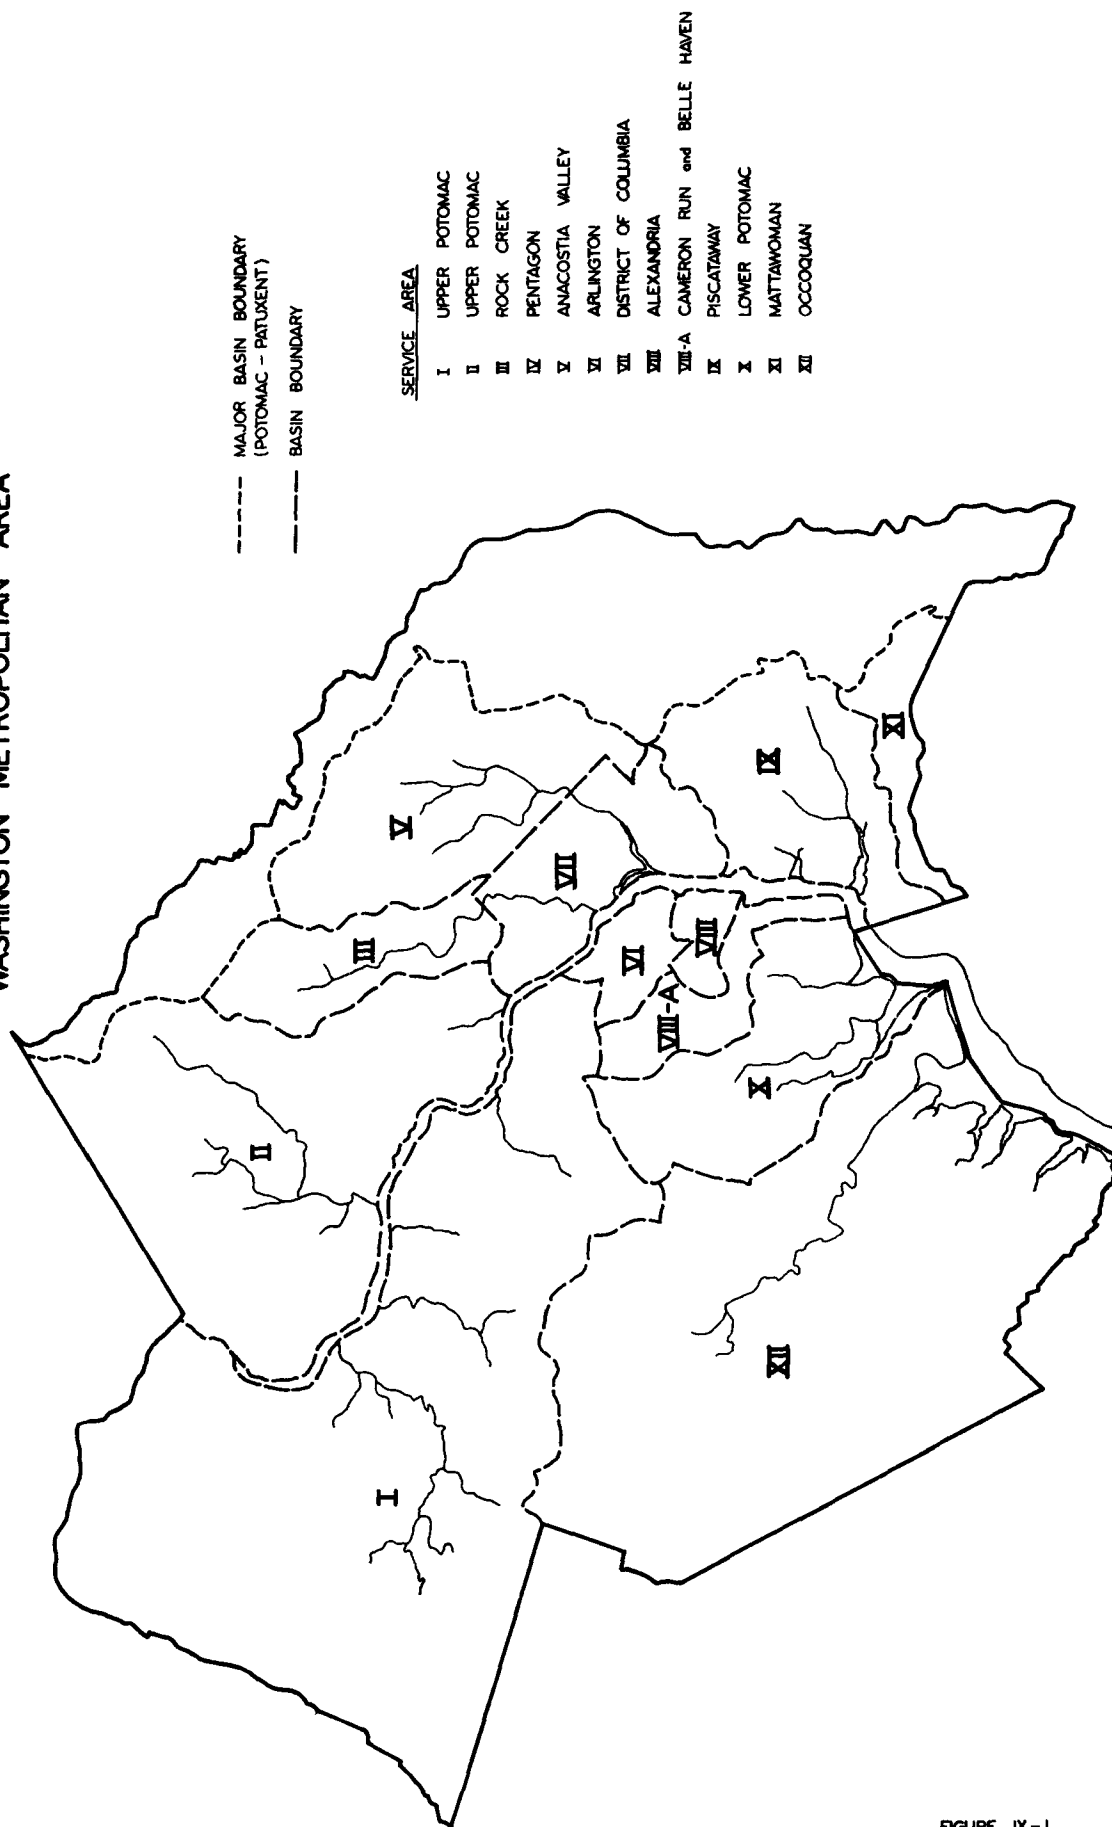 WASHINGTON METROPOLITAN AREA
MAJOR BASIN BOUNDARY
(POTOMAC - PATUXENT)
BASIN BOUNDARY
SERVICE AREA
I UPPER POTOMAC
II UPPER POTOMAC
III ROCK CREEK
IV PENTAGON
V ANACOSTIA VALLEY
VI ARLINGTON
VII DISTRICT OF COLUMBIA
VIII ALEXANDRIA
VIII-A CAMERON RUN and BELLE HAVEN
IX PISCATAWAY
X LOWER POTOMAC
XI MATTAWOMAN
XII OCCOQUAN
I
II
III
V
VII
VI
VIII
VIII-A
IX
X
XI
XII
FIGURE IX-1